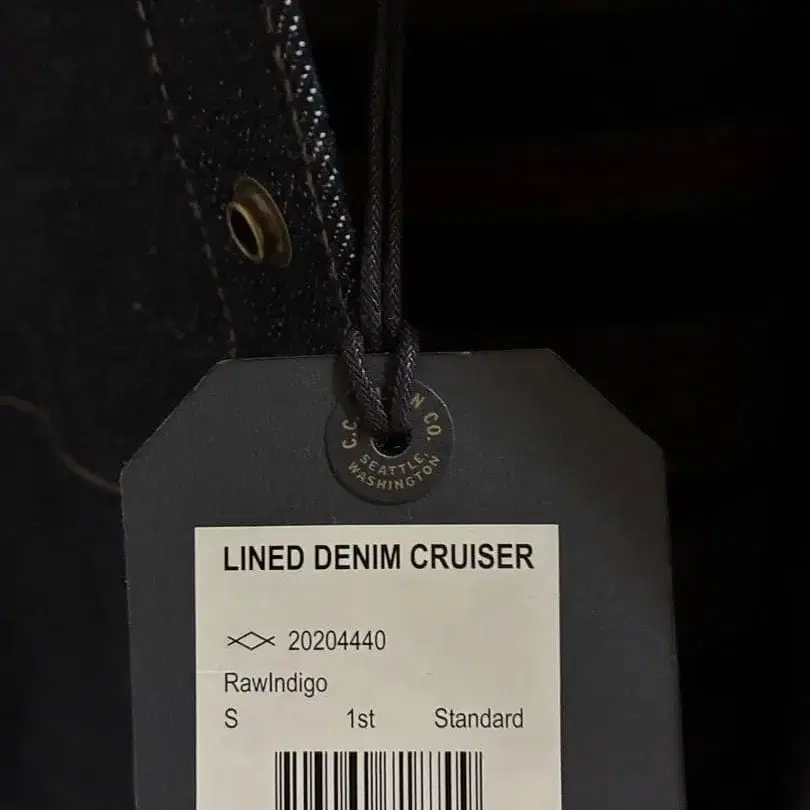 C.C. N CO.
SEATTLE,
WASHINGTON
LINED DENIM CRUISER
20204440
RawIndigo
S 1st Standard